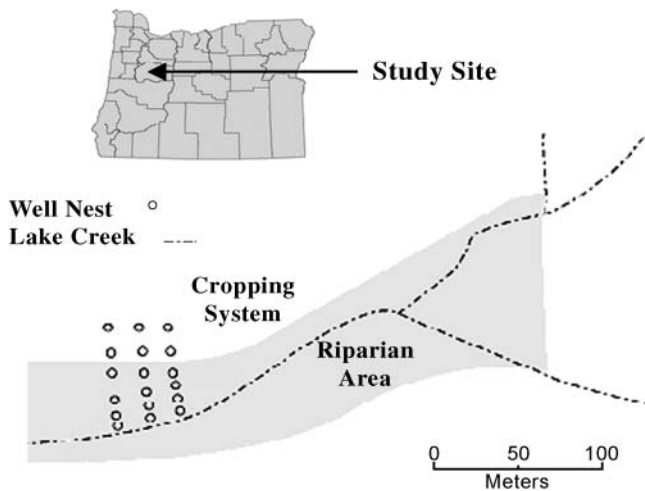 Study Site
Well Nest
Lake Creek
Cropping
System
Riparian
Area
0 50 100
Meters